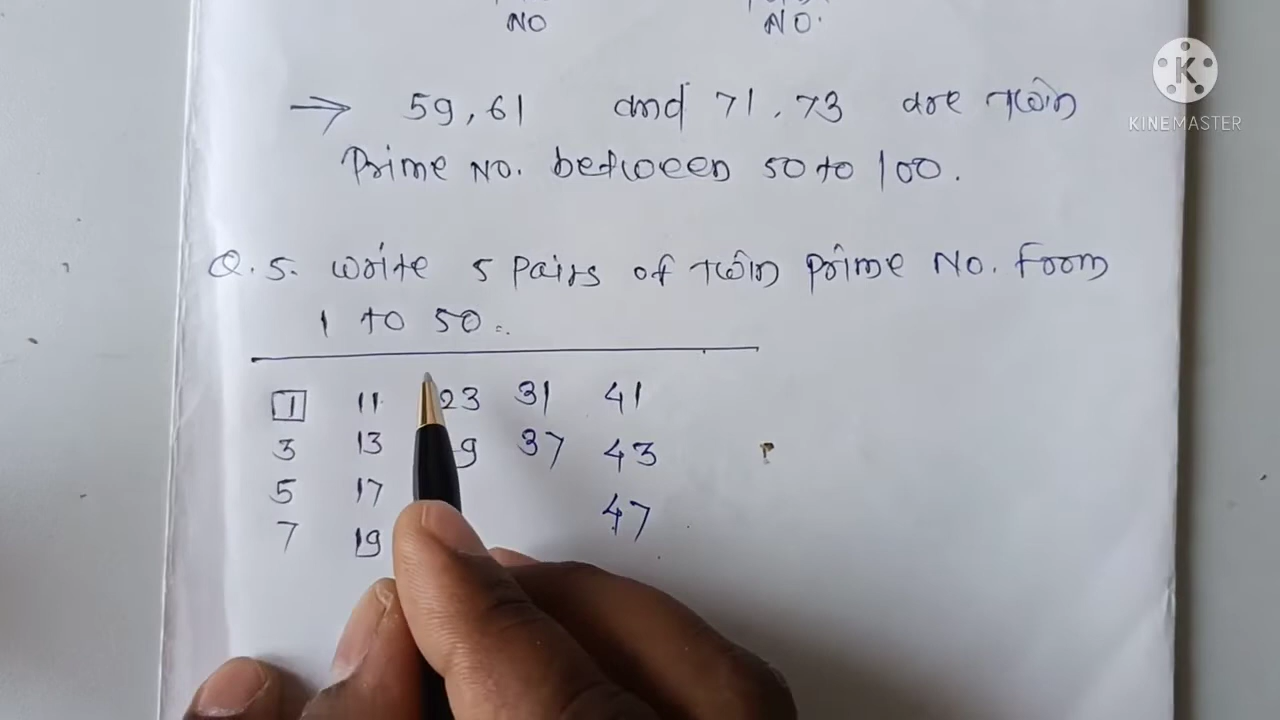 NO NO.
→ 59, 61 and 71, 73 are twin
Prime NO. between 50 to 100.
Q. 5. Write 5 Pairs of twin Prime NO. from
1 to 50.
1 11 23 31 41
3 13 9 37 43
5 17 47
7 19
K
KINEMASTER